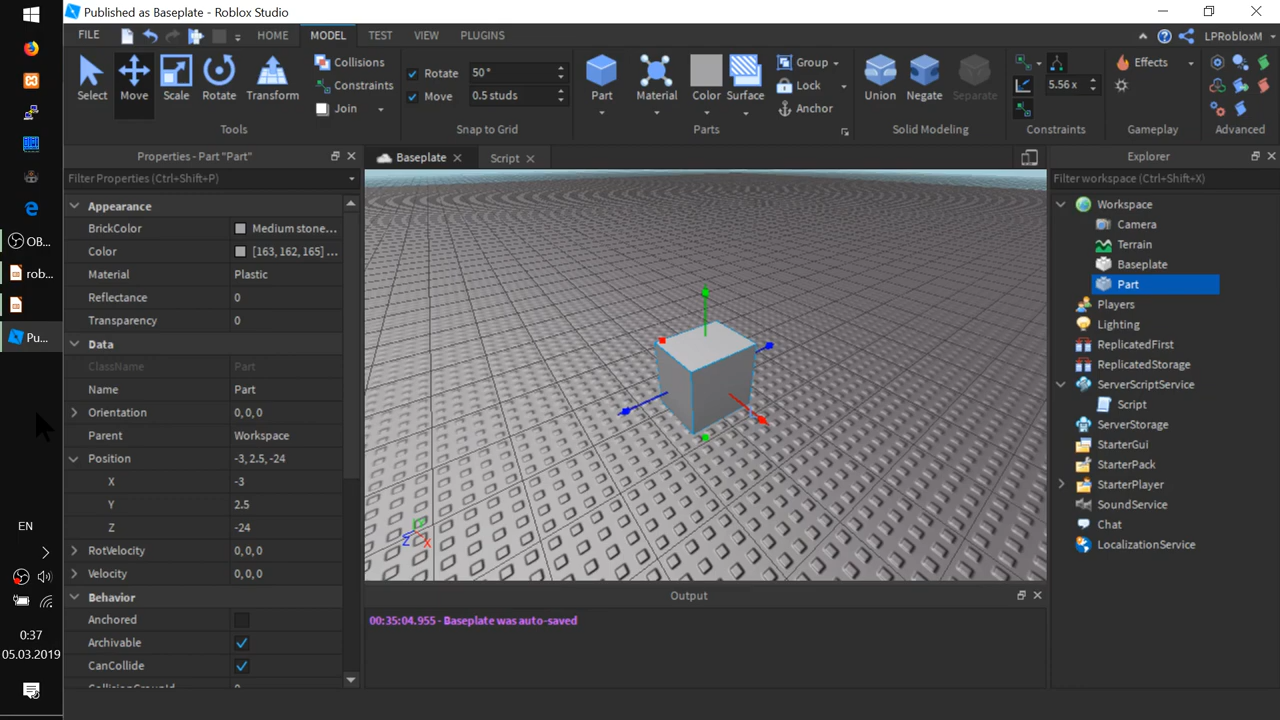 Published as Baseplate - Roblox Studio
FILE HOME MODEL TEST VIEW PLUGINS LPRobloxM
Select
Move
Scale
Rotate
Transform
Collisions
Constraints
Join
Tools
Rotate 50°
Move 0.5 studs
Snap to Grid
Part
Material
Color
Surface
Group
Lock
Anchor
Parts
Union
Negate
Separate
Solid Modeling
5.56 x
Constraints
Effects
Gameplay
Advanced
Properties - Part "Part"
Filter Properties (Ctrl+Shift+P)
Appearance
BrickColor Medium stone...
Color [163, 162, 165] ...
Material Plastic
Reflectance 0
Transparency 0
Data
ClassName Part
Name Part
Orientation 0, 0, 0
Parent Workspace
Position -3, 2.5, -24
X -3
Y 2.5
Z -24
RotVelocity 0, 0, 0
Velocity 0, 0, 0
Behavior
Anchored
Archivable
CanCollide
Baseplate
Script
Z X
Output
00:35:04.955 - Baseplate was auto-saved
Explorer
Filter workspace (Ctrl+Shift+X)
Workspace
Camera
Terrain
Baseplate
Part
Players
Lighting
ReplicatedFirst
ReplicatedStorage
ServerScriptService
Script
ServerStorage
StarterGui
StarterPack
StarterPlayer
SoundService
Chat
LocalizationService
OB...
rob...
Pu...
EN
0:37
05.03.2019